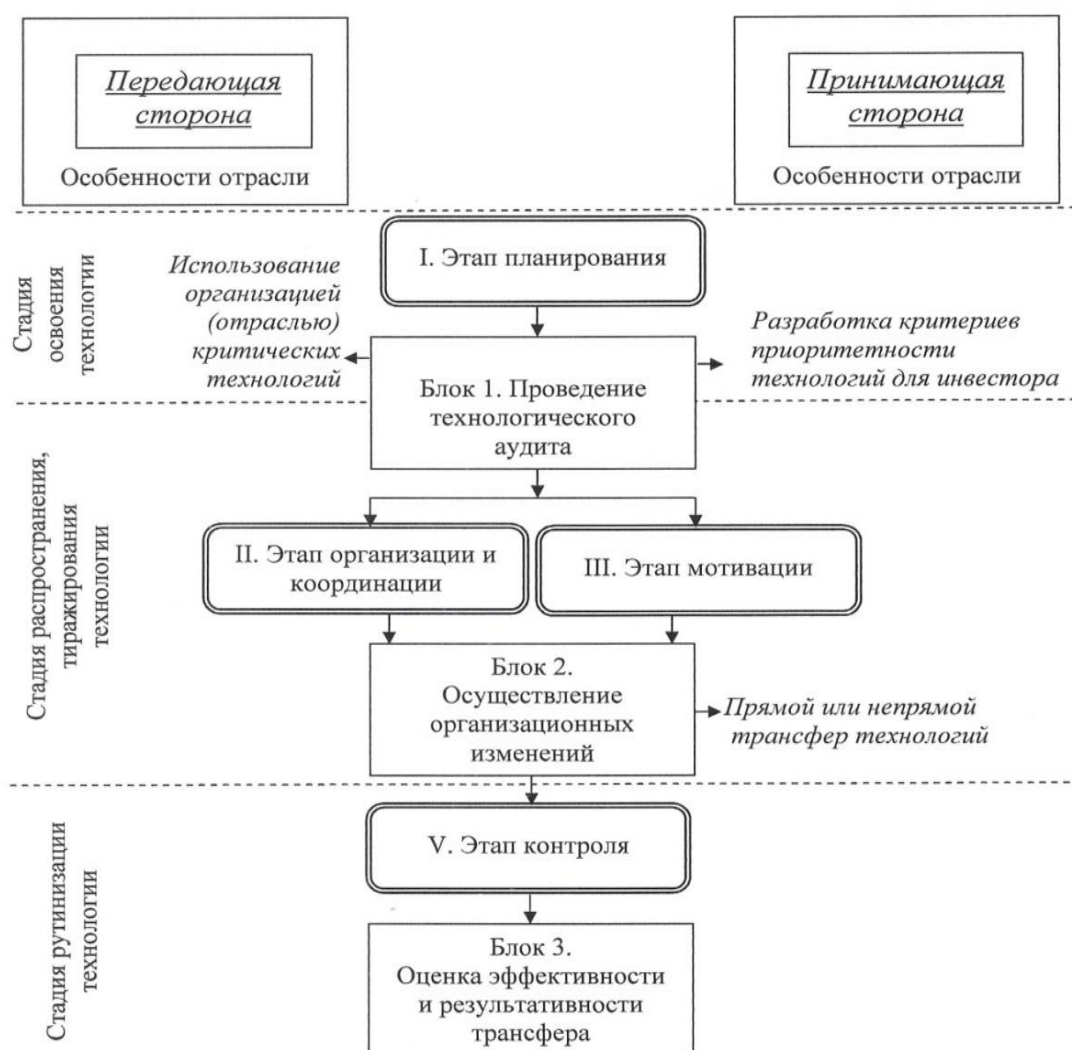 Передающая
сторона
Особенности отрасли
Принимающая
сторона
Особенности отрасли
Стадия
освоения
технологии
I. Этап планирования
Использование
организацией
(отраслью)
критических
технологий
Разработка критериев
приоритетности
технологий для инвестора
Блок 1. Проведение
технологического
аудита
Стадия распространения,
тиражирования
технологии
II. Этап организации и
координации
III. Этап мотивации
Блок 2.
Осуществление
организационных
изменений
Прямой или непрямой
трансфер технологий
Стадия рутинизации
технологии
V. Этап контроля
Блок 3.
Оценка эффективности
и результативности
трансфера